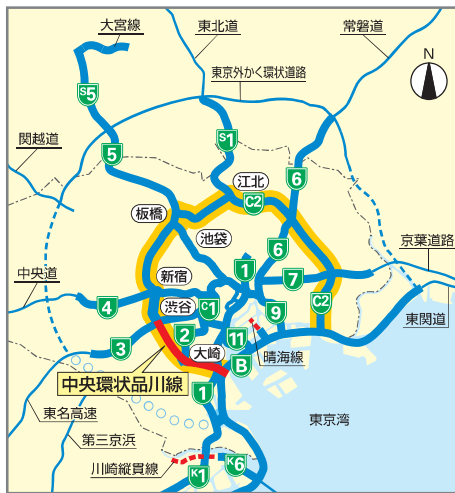 大宮線
東北道
常磐道
東京外かく環状道路
N
S5
関越道
5
S1
6
江北
C2
板橋
池袋
6
京葉道路
中央道
新宿
1
7
4
渋谷
C1
9
C2
東関道
3
2
11
大崎
晴海線
B
中央環状品川線
1
東京湾
東名高速
第三京浜
川崎縦貫線
K1
K6